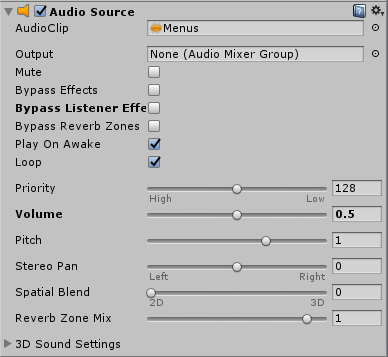 Audio Source
AudioClip Menus
Output None (Audio Mixer Group)
Mute
Bypass Effects
Bypass Listener Effe
Bypass Reverb Zones
Play On Awake
Loop
Priority 128
High Low
Volume 0.5
Pitch 1
Stereo Pan 0
Left Right
Spatial Blend 0
2D 3D
Reverb Zone Mix 1
3D Sound Settings